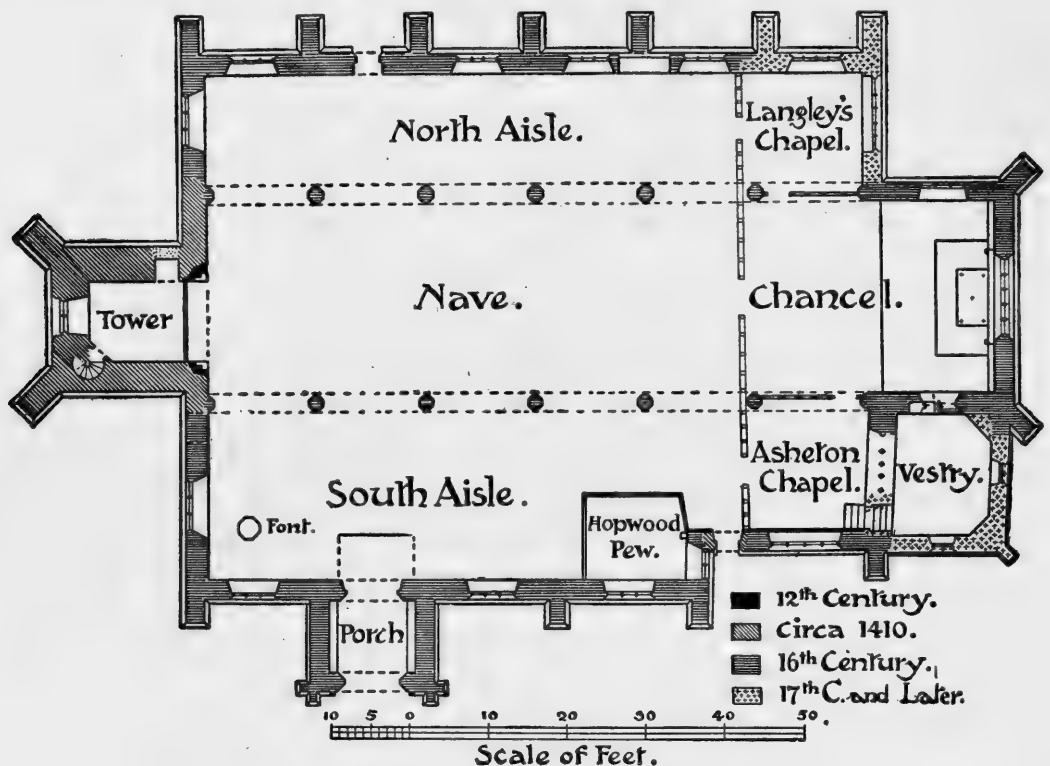 North Aisle.
Langley's
Chapel.
Tower
Nave.
Chancel.
South Aisle.
Font.
Hopwood
Pew.
Asheton
Chapel.
Vestry.
Porch
12th Century.
Circa 1410.
16th Century.
17th C. and Later.
10 5 0 10 20 30 40 50.
Scale of Feet.